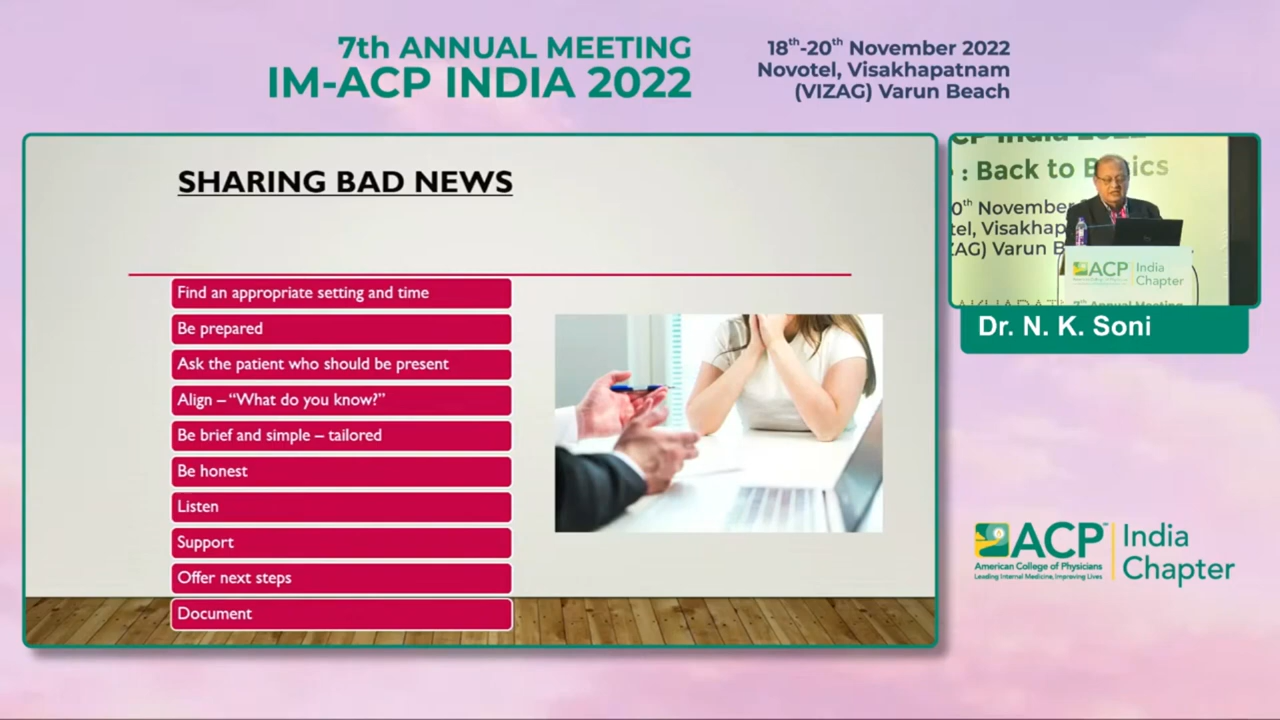 7th ANNUAL MEETING
IM-ACP INDIA 2022
18th-20th November 2022
Novotel, Visakhapatnam
(VIZAG) Varun Beach
SHARING BAD NEWS
Find an appropriate setting and time
Be prepared
Ask the patient who should be present
Align – “What do you know?”
Be brief and simple – tailored
Be honest
Listen
Support
Offer next steps
Document
: Back to
November
Varun
ACP India
Chapter
Dr. N. K. Soni
ACP India
American College of Physicians Chapter
Leading Internal Medicine, Improving Lives